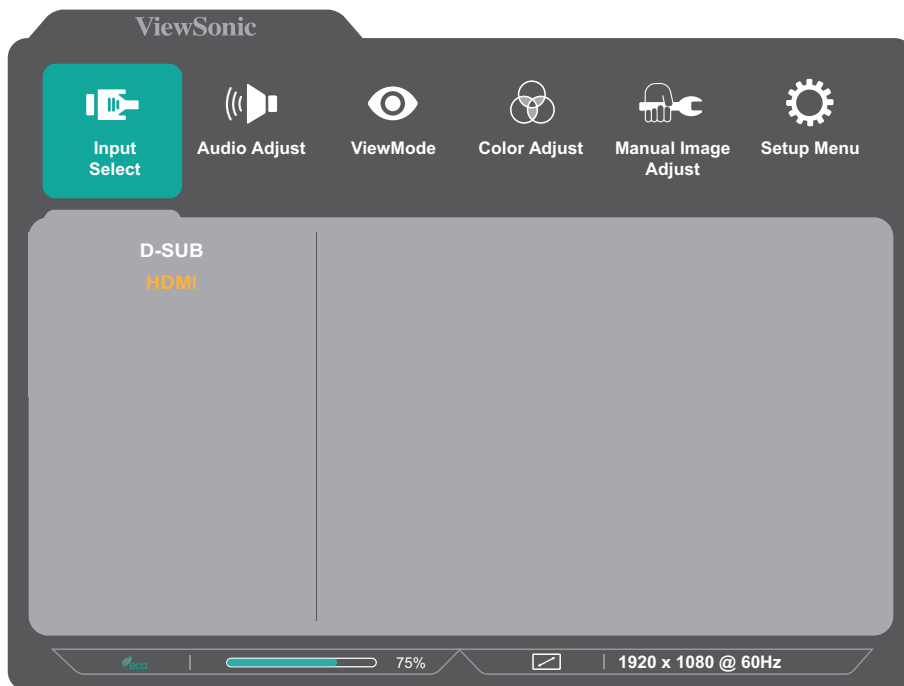 ViewSonic
Input
Select
Audio Adjust
ViewMode
Color Adjust
Manual Image
Adjust
Setup Menu
D-SUB
HDMI
eco
75%
1920 x 1080 @ 60Hz